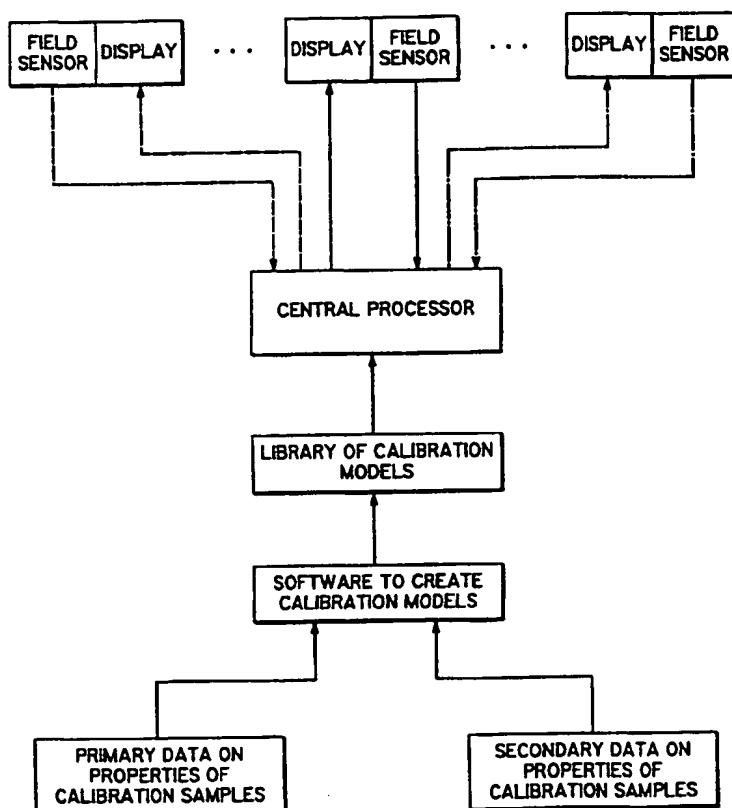 FIELD
SENSOR
DISPLAY
. . .
DISPLAY
FIELD
SENSOR
. . .
DISPLAY
FIELD
SENSOR
CENTRAL PROCESSOR
LIBRARY OF CALIBRATION
MODELS
SOFTWARE TO CREATE
CALIBRATION MODELS
PRIMARY DATA ON
PROPERTIES OF
CALIBRATION SAMPLES
SECONDARY DATA ON
PROPERTIES OF
CALIBRATION SAMPLES